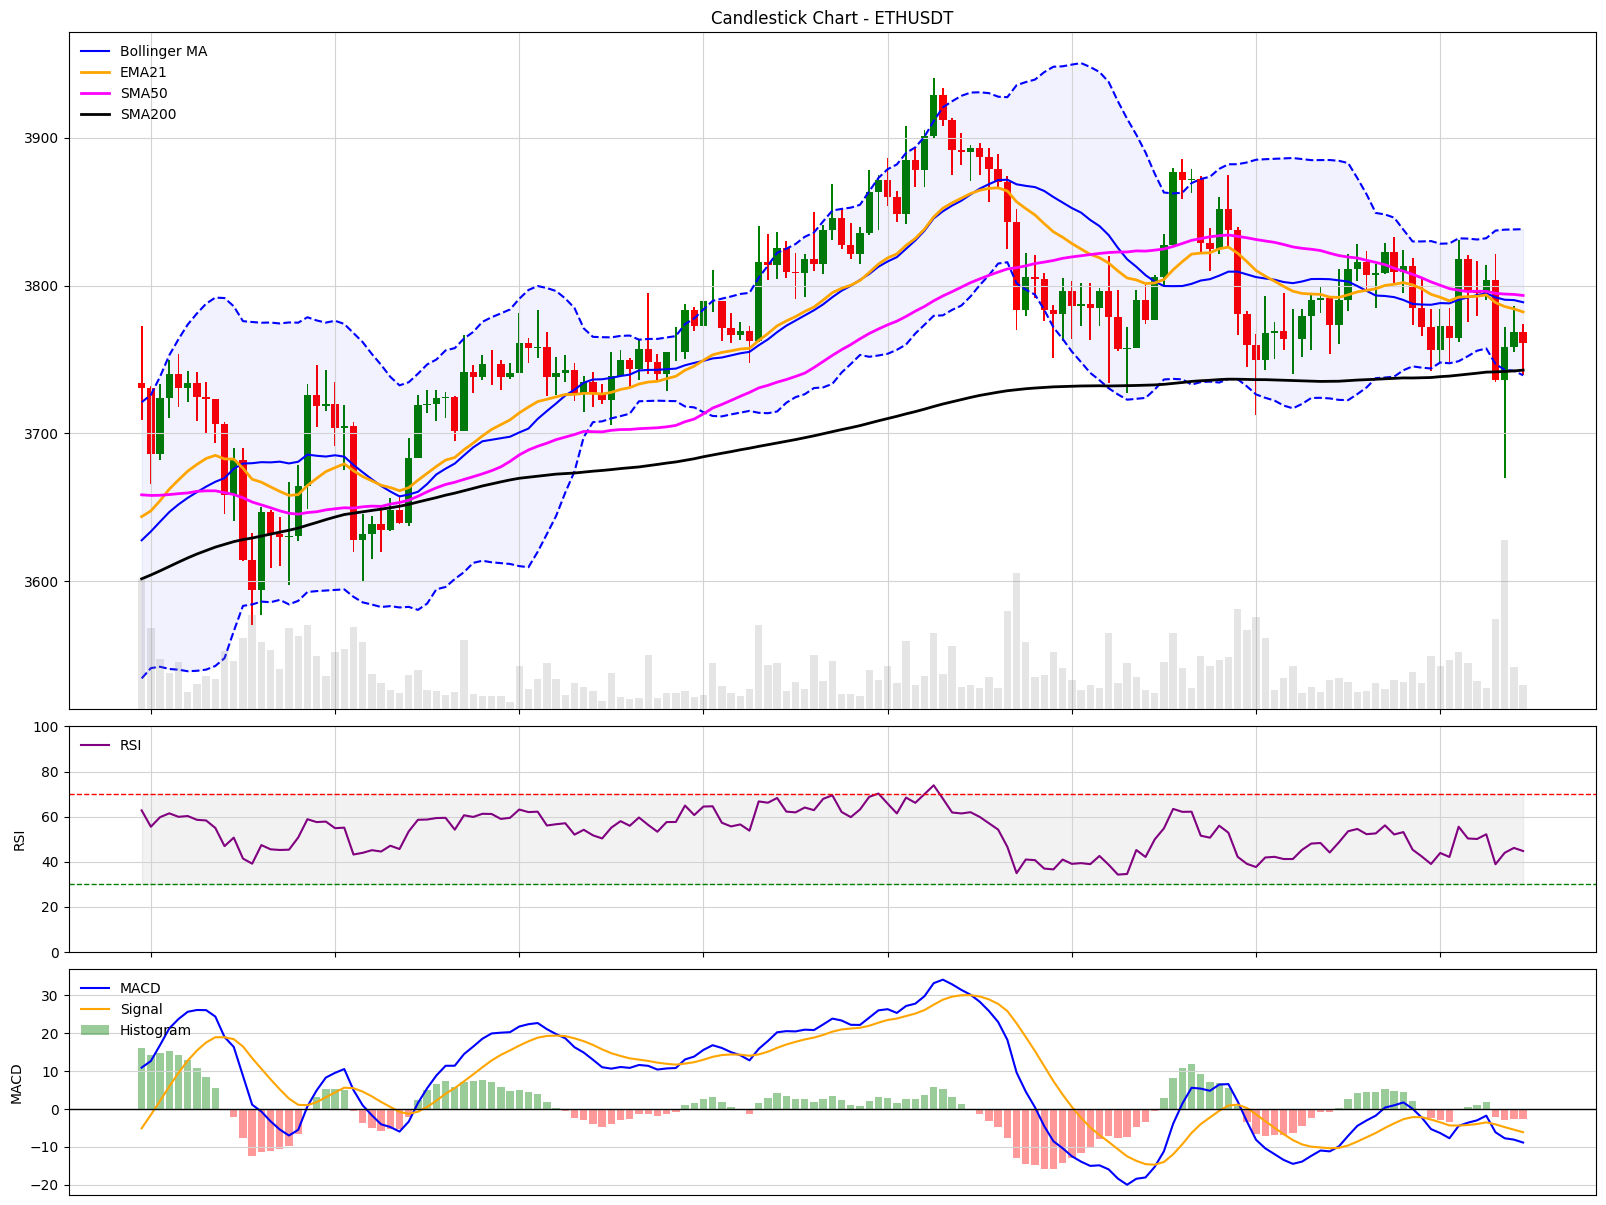 Candlestick Chart - ETHUSDT
Bollinger MA
EMA21
SMA50
SMA200
3900
3800
3700
3600
100
RSI
80
60
RSI
40
20
0
MACD
30
Signal
Histogram
20
10
MACD
0
−10
−20